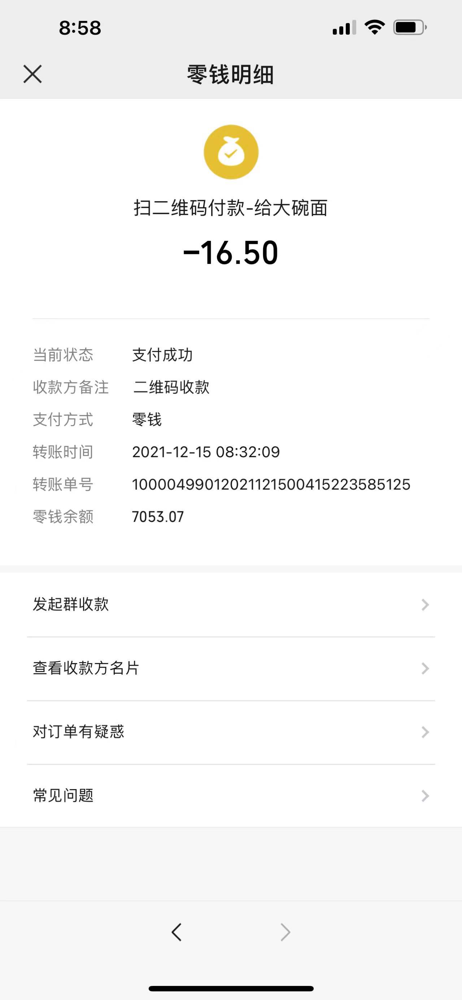 8:58
零钱明细
扫二维码付款-给大碗面
-16.50
当前状态 支付成功
收款方备注 二维码收款
支付方式 零钱
转账时间 2021-12-15 08:32:09
转账单号 1000049901202112150041522358​5125
零钱余额 7053.07
发起群收款
查看收款方名片
对订单有疑惑
常见问题